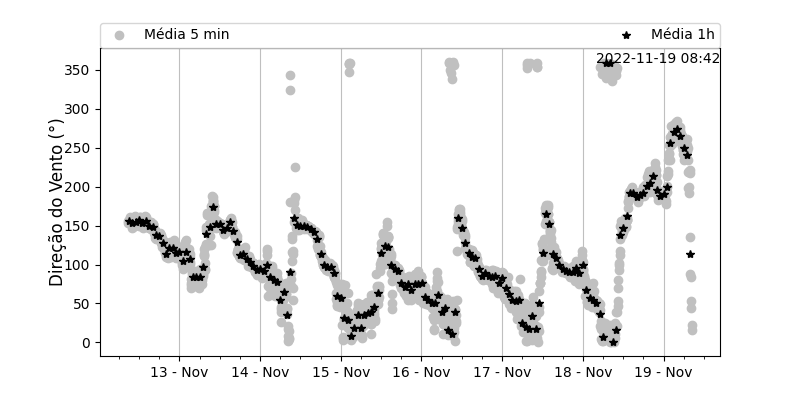 Média 5 min
Média 1h
2022-11-19 08:42
Direção do Vento (°)
350
300
250
200
150
100
50
0
13 - Nov
14 - Nov
15 - Nov
16 - Nov
17 - Nov
18 - Nov
19 - Nov